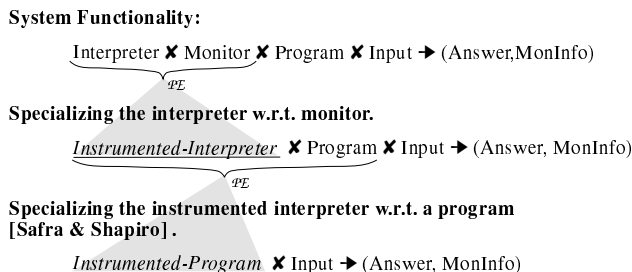 System Functionality:
Interpreter ✘ Monitor ✘ Program ✘ Input ➔ (Answer,MonInfo)
PE
Specializing the interpreter w.r.t. monitor.
Instrumented-Interpreter ✘ Program ✘ Input ➔ (Answer, MonInfo)
PE
Specializing the instrumented interpreter w.r.t. a program
[Safra & Shapiro] .
Instrumented-Program ✘ Input ➔ (Answer, MonInfo)